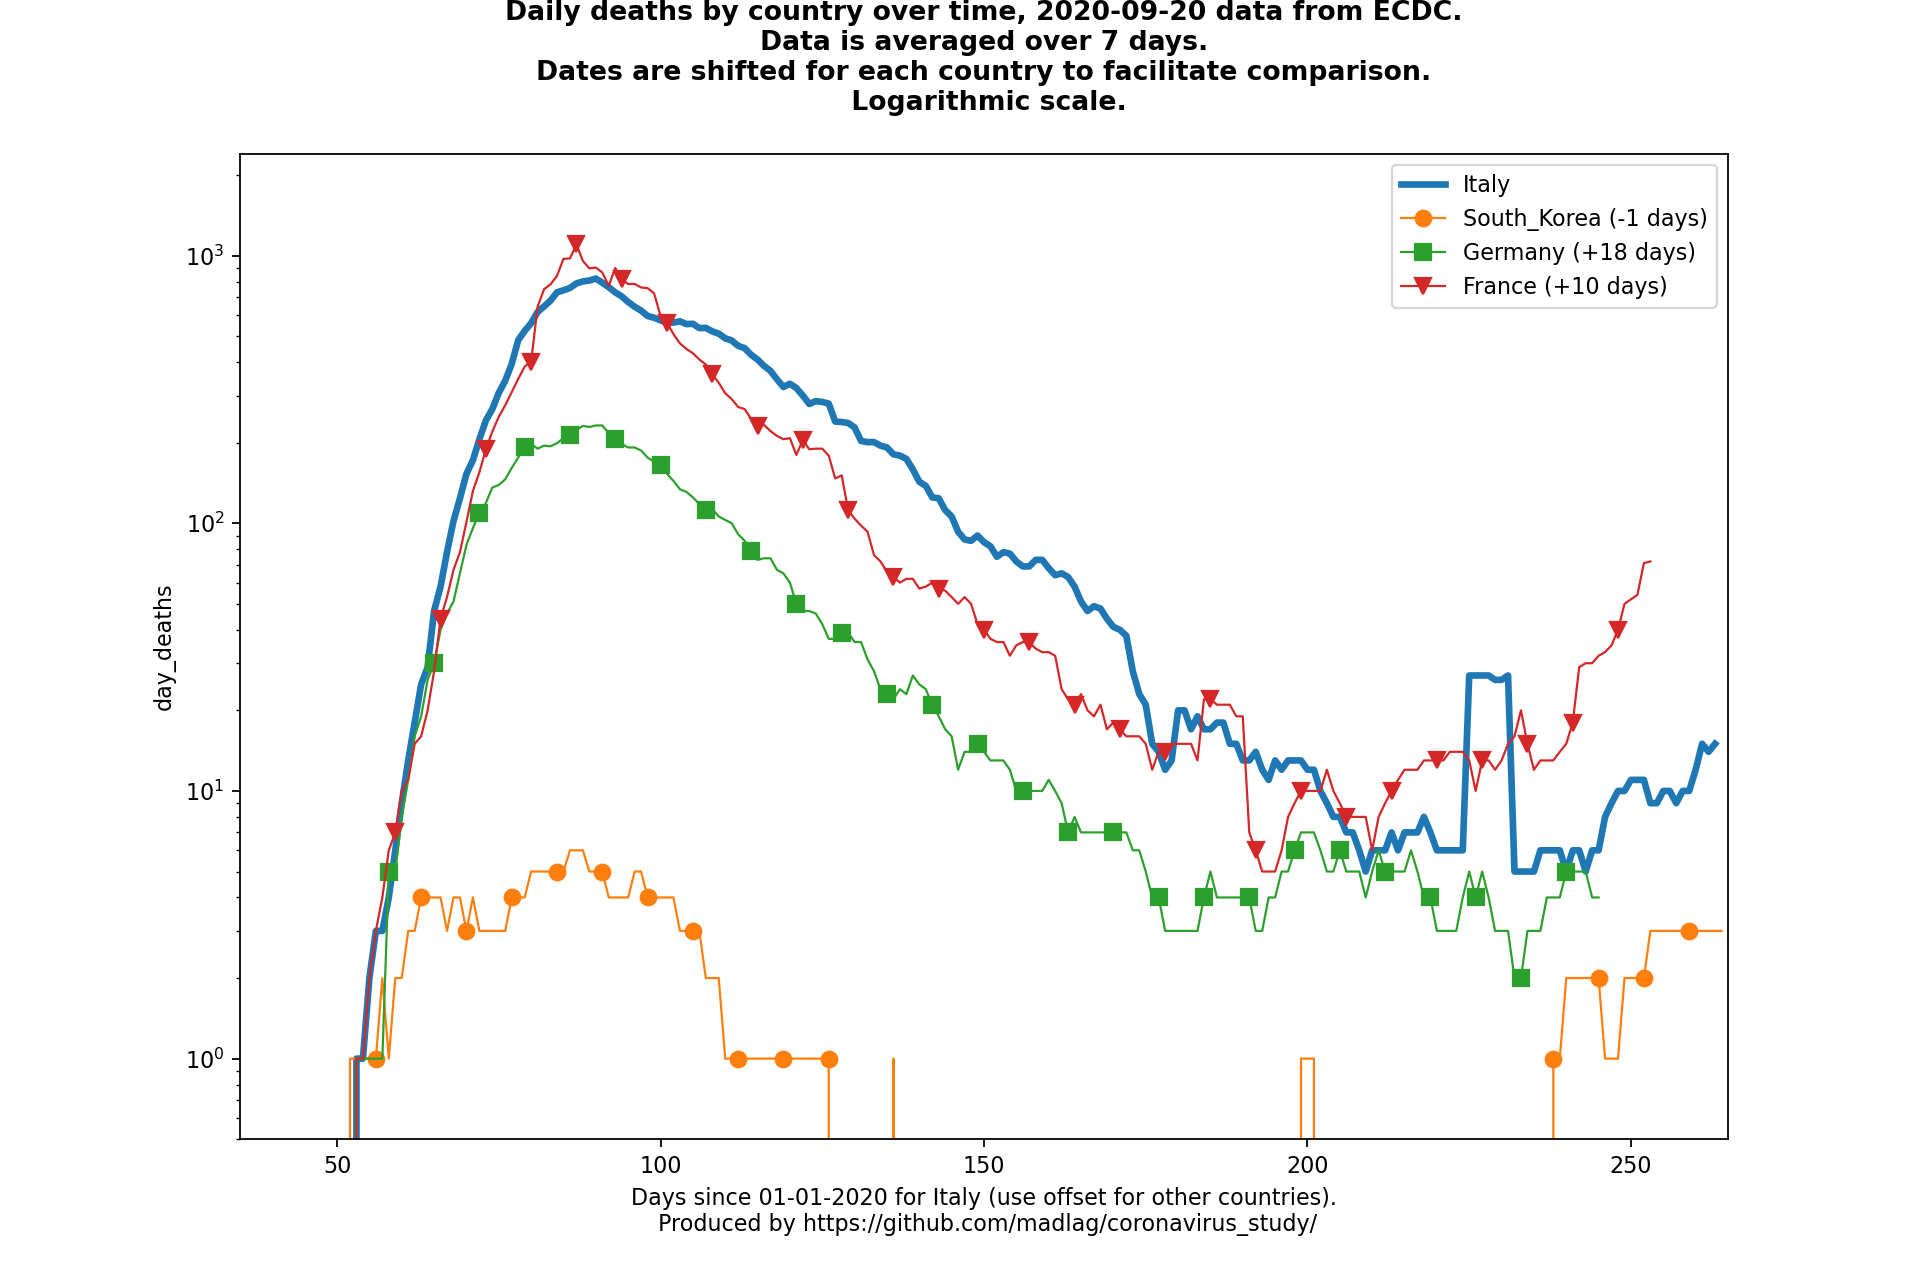 Daily deaths by country over time, 2020-09-20 data from ECDC.
Data is averaged over 7 days.
Dates are shifted for each country to facilitate comparison.
Logarithmic scale.
Italy
South_Korea (-1 days)
Germany (+18 days)
France (+10 days)
10³
10²
10¹
10⁰
day_deaths
50 100 150 200 250
Days since 01-01-2020 for Italy (use offset for other countries).
Produced by https://github.com/madlag/coronavirus_study/